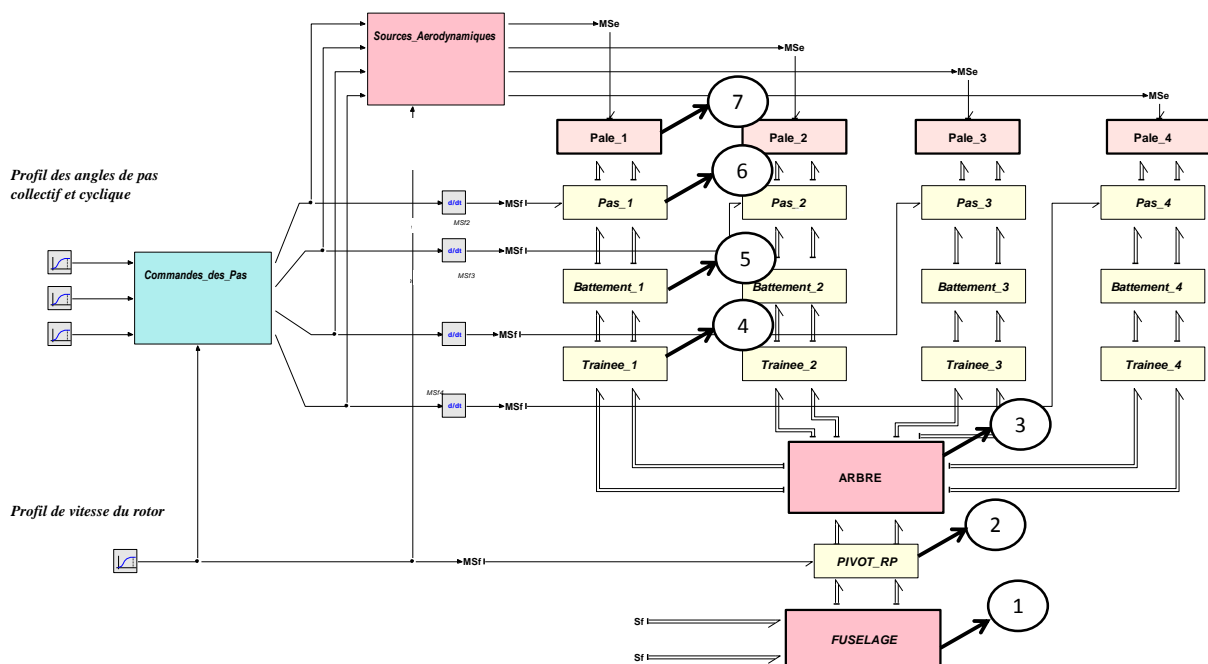 MSe
Sources_Aerodynamiques
MSe
MSe
MSe
7
Pale_1
Pale_2
Pale_3
Pale_4
Profil des angles de pas
collectif et cyclique
6
d/dt
MSf
Pas_1
Pas_2
Pas_3
Pas_4
MSf2
d/dt
MSf
5
Commandes_des_Pas
MSf3
Battement_1
Battement_2
Battement_3
Battement_4
4
d/dt
MSf
Trainee_1
Trainee_2
Trainee_3
Trainee_4
MSf4
d/dt
MSf
3
ARBRE
Profil de vitesse du rotor
2
MSf
PIVOT_RP
1
Sf
FUSELAGE
Sf